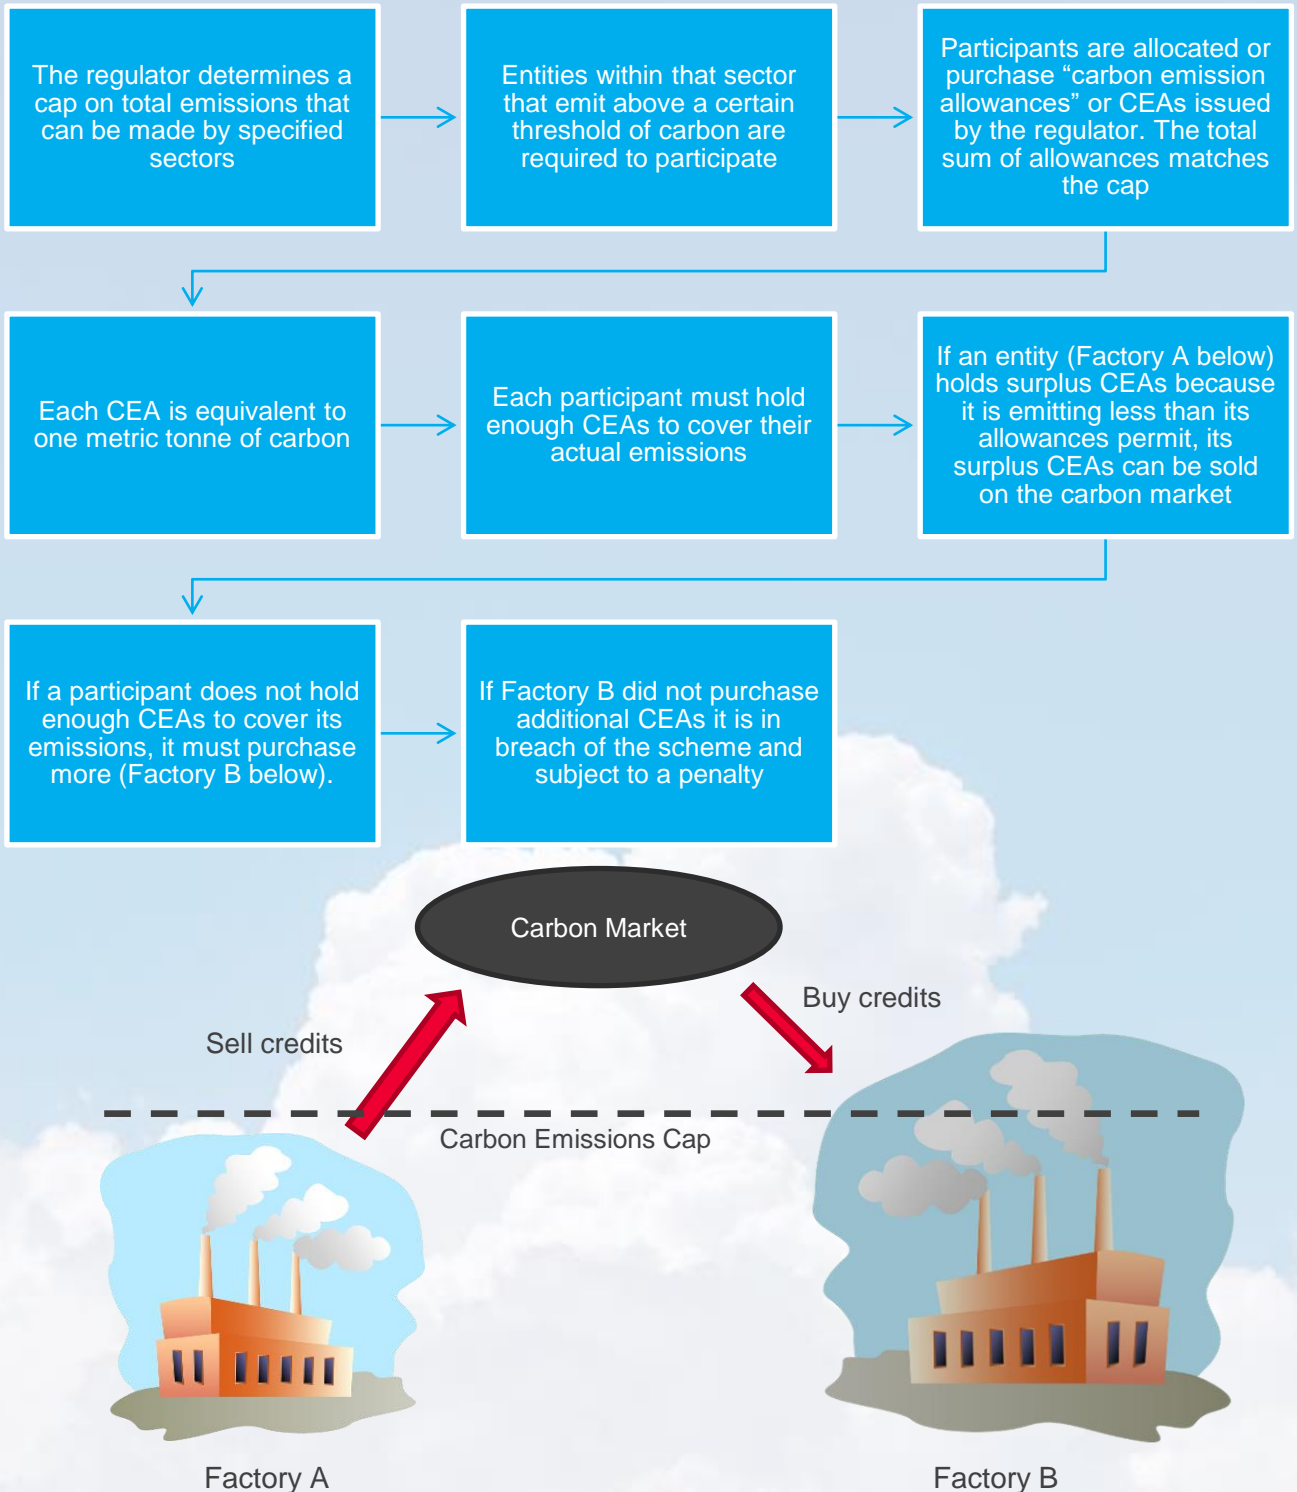 The regulator determines a
cap on total emissions that
can be made by specified
sectors
Entities within that sector
that emit above a certain
threshold of carbon are
required to participate
Participants are allocated or
purchase “carbon emission
allowances” or CEAs issued
by the regulator. The total
sum of allowances matches
the cap
Each CEA is equivalent to
one metric tonne of carbon
Each participant must hold
enough CEAs to cover their
actual emissions
If an entity (Factory A below)
holds surplus CEAs because
it is emitting less than its
allowances permit, its
surplus CEAs can be sold
on the carbon market
If a participant does not hold
enough CEAs to cover its
emissions, it must purchase
more (Factory B below).
If Factory B did not purchase
additional CEAs it is in
breach of the scheme and
subject to a penalty
Carbon Market
Buy credits
Sell credits
Carbon Emissions Cap
Factory A
Factory B